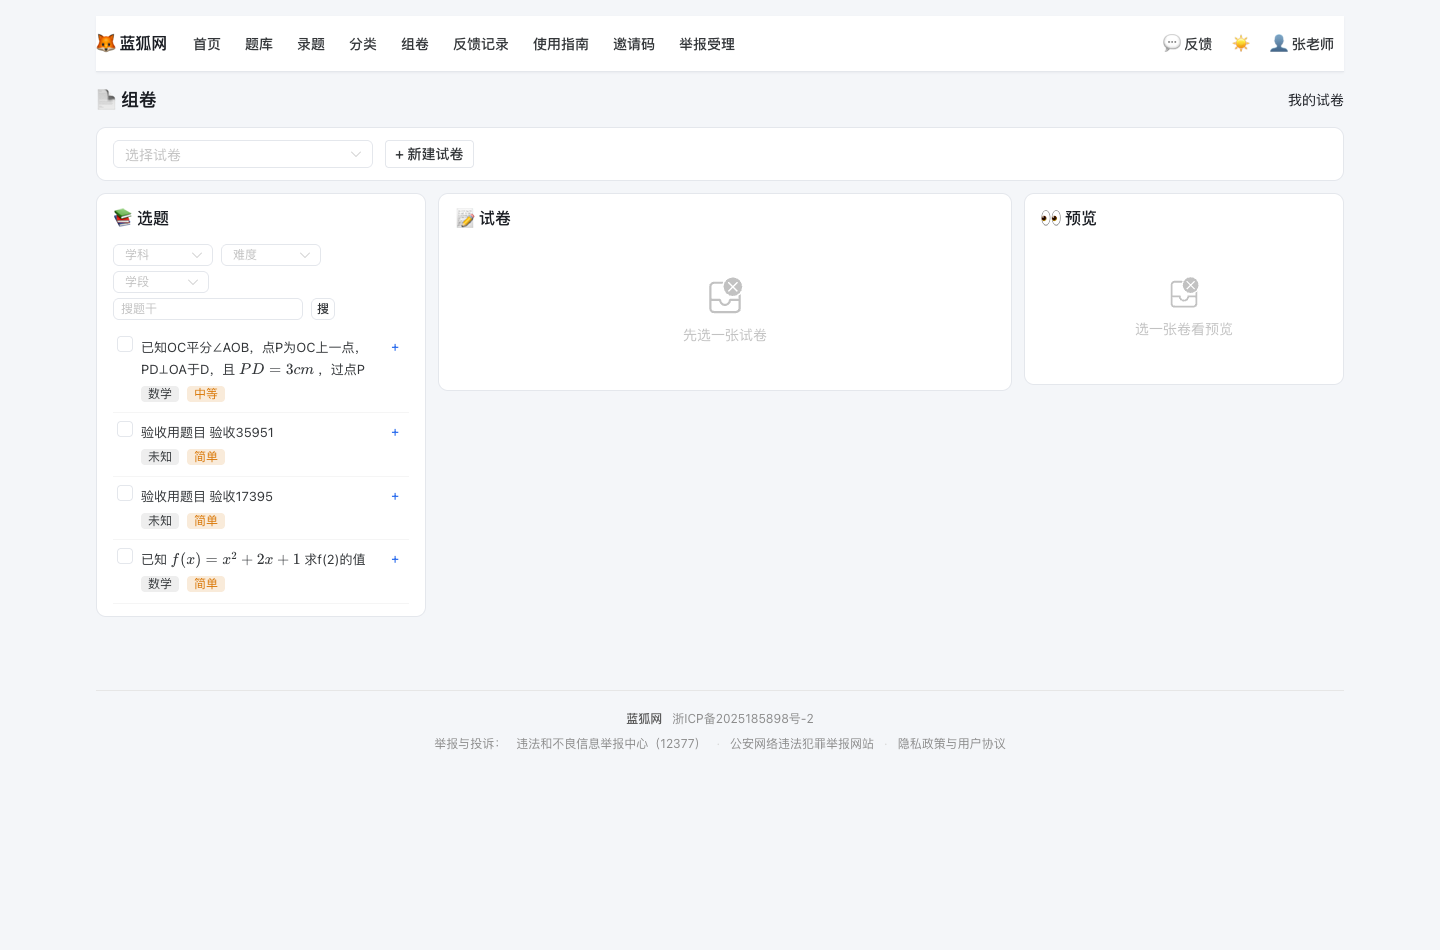 蓝狐网 首页 题库 录题 分类 组卷 反馈记录 使用指南 邀请码 举报受理 反馈 张老师
组卷 我的试卷
选择试卷 + 新建试卷
选题
学科 难度
学段
搜题干 搜
已知OC平分∠AOB，点P为OC上一点， +
PD⊥OA于D，且 PD = 3cm ，过点P
数学 中等
验收用题目 验收35951 +
未知 简单
验收用题目 验收17395 +
未知 简单
已知 f(x) = x² + 2x + 1 求f(2)的值 +
数学 简单
试卷
先选一张试卷
预览
选一张卷看预览
蓝狐网 浙ICP备2025185898号-2
举报与投诉： 违法和不良信息举报中心（12377） · 公安网络违法犯罪举报网站 · 隐私政策与用户协议